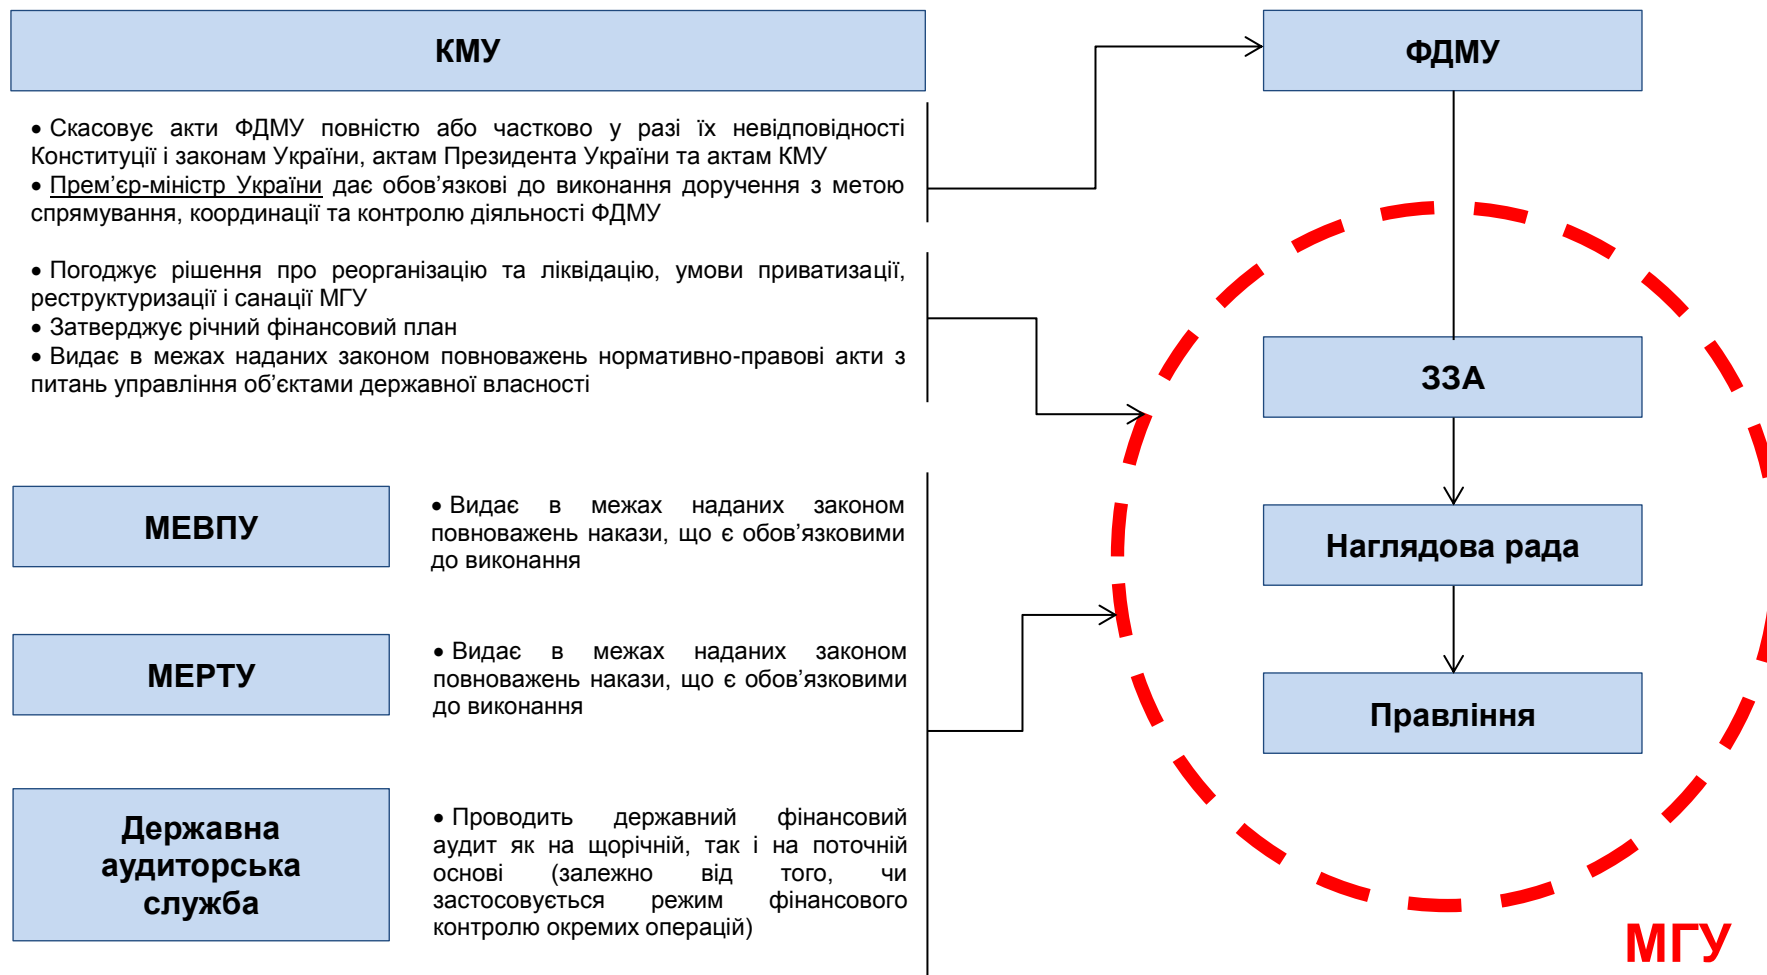 КМУ
• Скасовує акти ФДМУ повністю або частково у разі їх невідповідності
Конституції і законам України, актам Президента України та актам КМУ
• Прем’єр-міністр України дає обов’язкові до виконання доручення з метою
спрямування, координації та контролю діяльності ФДМУ
• Погоджує рішення про реорганізацію та ліквідацію, умови приватизації,
реструктуризації і санації МГУ
• Затверджує річний фінансовий план
• Видає в межах наданих законом повноважень нормативно-правові акти з
питань управління об’єктами державної власності
МЕВПУ
• Видає в межах наданих законом
повноважень накази, що є обов’язковими
до виконання
МЕРТУ
• Видає в межах наданих законом
повноважень накази, що є обов’язковими
до виконання
Державна
аудиторська
служба
• Проводить державний фінансовий
аудит як на щорічній, так і на поточній
основі (залежно від того, чи
застосовується режим фінансового
контролю окремих операцій)
ФДМУ
ЗЗА
Наглядова рада
Правління
МГУ